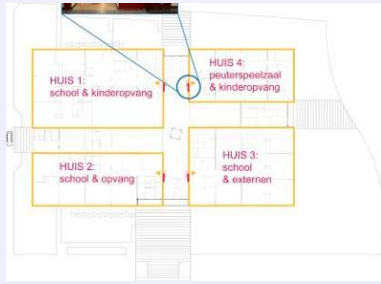 HUIS 1:
school & kinderopvang
HUIS 4:
peuterspeelzaal
& kinderopvang
HUIS 2:
school & opvang
HUIS 3:
school
& externen